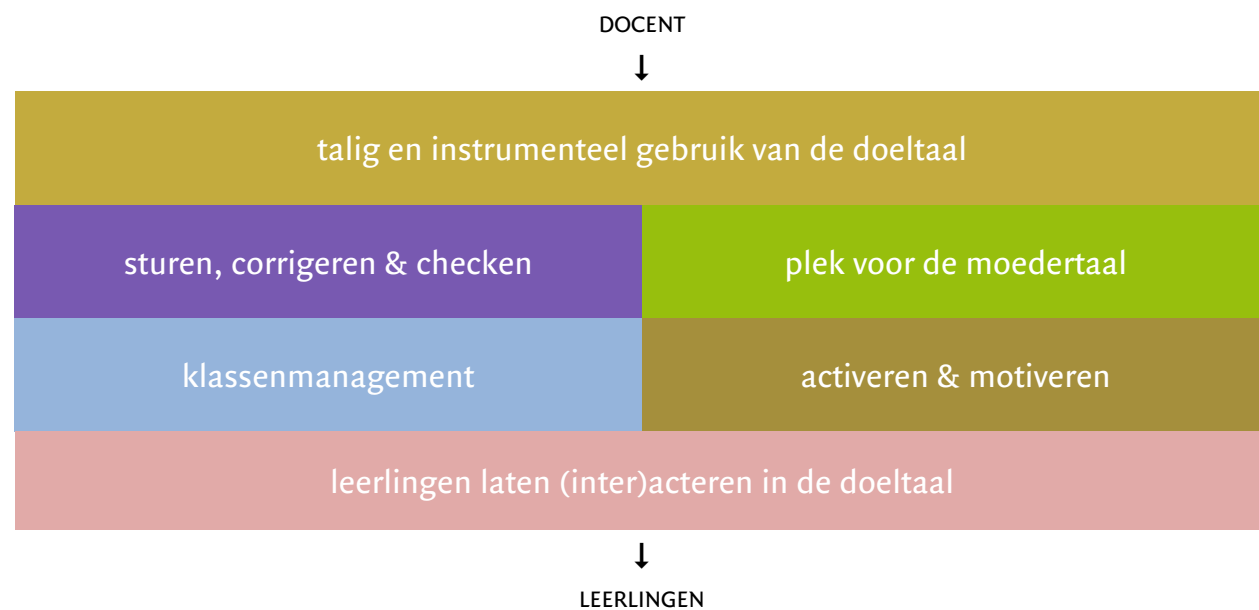 DOCENT
talig en instrumenteel gebruik van de doeltaal
sturen, corrigeren & checken
plek voor de moedertaal
klassenmanagement
activeren & motiveren
leerlingen laten (inter)acteren in de doeltaal
LEERLINGEN